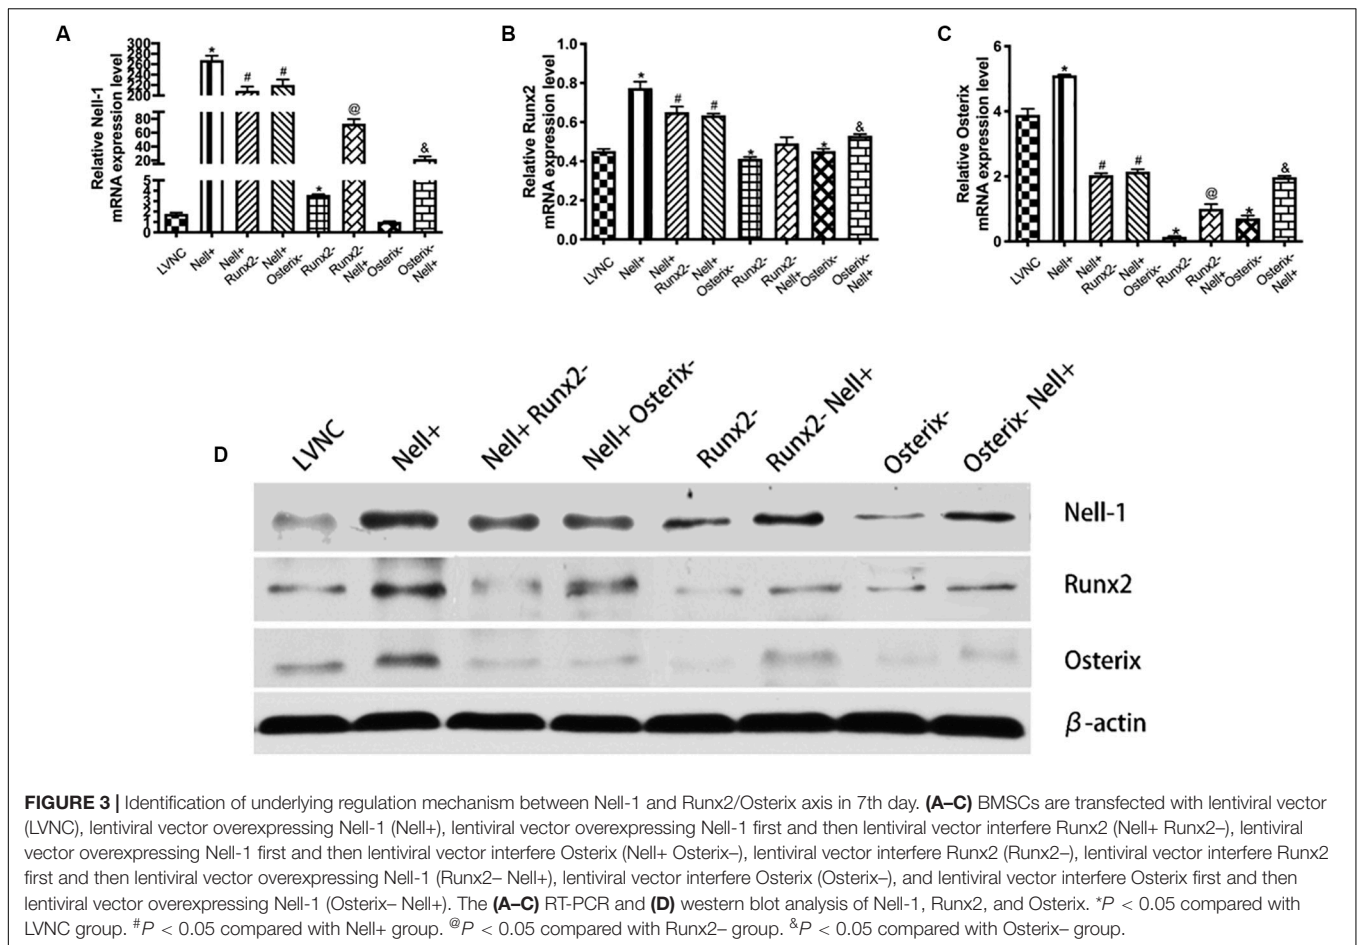 A
B
C
Relative Nell-1
mRNA expression level
300
280
260
240
220
200
80
60
40
20
5
4
3
2
1
0
*
#
#
*
@
&
LVNC
Nell+
Nell+
Runx2-
Nell+
Osterix-
Runx2-
Runx2-
Nell+
Osterix-
Osterix-
Nell+
Relative Runx2
mRNA expression level
1.0
0.8
0.6
0.4
0.2
0.0
*
#
#
*
*
&
LVNC
Nell+
Nell+
Runx2-
Nell+
Osterix-
Runx2-
Runx2-
Nell+
Osterix-
Osterix-
Nell+
Relative Osterix
mRNA expression level
6
4
2
0
*
#
#
*
@
*
&
LVNC
Nell+
Nell+
Runx2-
Nell+
Osterix-
Runx2-
Runx2-
Nell+
Osterix-
Osterix-
Nell+
D
LVNC
Nell+
Nell+ Runx2-
Nell+ Osterix-
Runx2-
Runx2- Nell+
Osterix-
Osterix- Nell+
Nell-1
Runx2
Osterix
β-actin
FIGURE 3 | Identification of underlying regulation mechanism between Nell-1 and Runx2/Osterix axis in 7th day. (A–C) BMSCs are transfected with lentiviral vector
(LVNC), lentiviral vector overexpressing Nell-1 (Nell+), lentiviral vector overexpressing Nell-1 first and then lentiviral vector interfere Runx2 (Nell+ Runx2–), lentiviral
vector overexpressing Nell-1 first and then lentiviral vector interfere Osterix (Nell+ Osterix–), lentiviral vector interfere Runx2 (Runx2–), lentiviral vector interfere Runx2
first and then lentiviral vector overexpressing Nell-1 (Runx2– Nell+), lentiviral vector interfere Osterix (Osterix–), and lentiviral vector interfere Osterix first and then
lentiviral vector overexpressing Nell-1 (Osterix– Nell+). The (A–C) RT-PCR and (D) western blot analysis of Nell-1, Runx2, and Osterix. *P < 0.05 compared with
LVNC group. #P < 0.05 compared with Nell+ group. @P < 0.05 compared with Runx2– group. &P < 0.05 compared with Osterix– group.